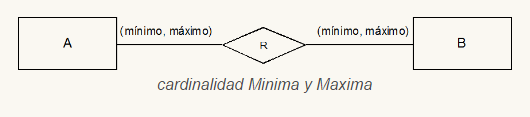 (mínimo, máximo) (mínimo, máximo)
A R B
cardinalidad Minima y Maxima